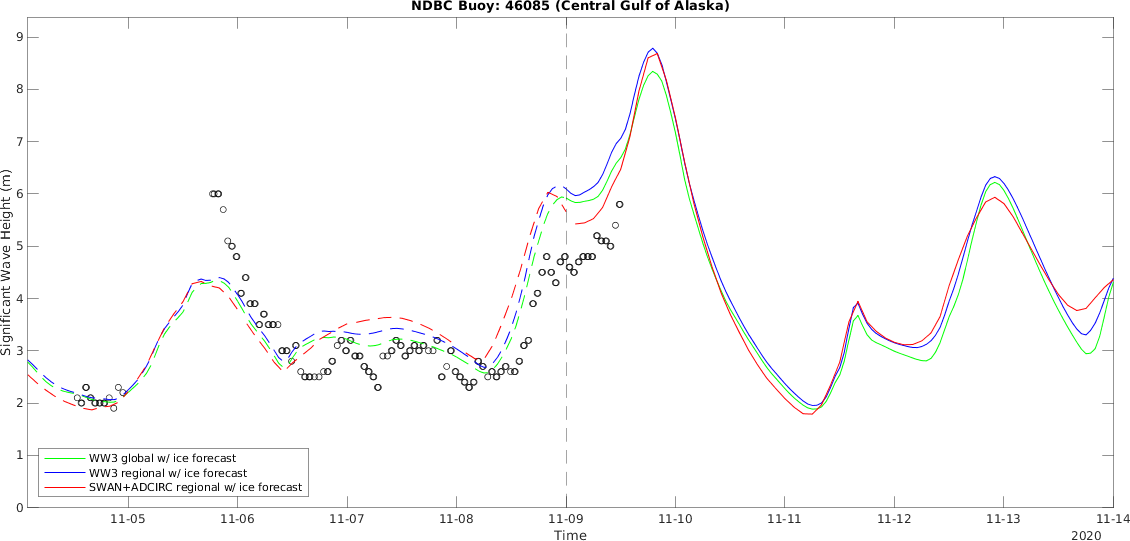 NDBC Buoy: 46085 (Central Gulf of Alaska)
Significant Wave Height (m)
9
8
7
6
5
4
3
2
1
0
WW3 global w/ ice forecast
WW3 regional w/ ice forecast
SWAN+ADCIRC regional w/ ice forecast
11-05 11-06 11-07 11-08 11-09 11-10 11-11 11-12 11-13 11-14
Time
2020